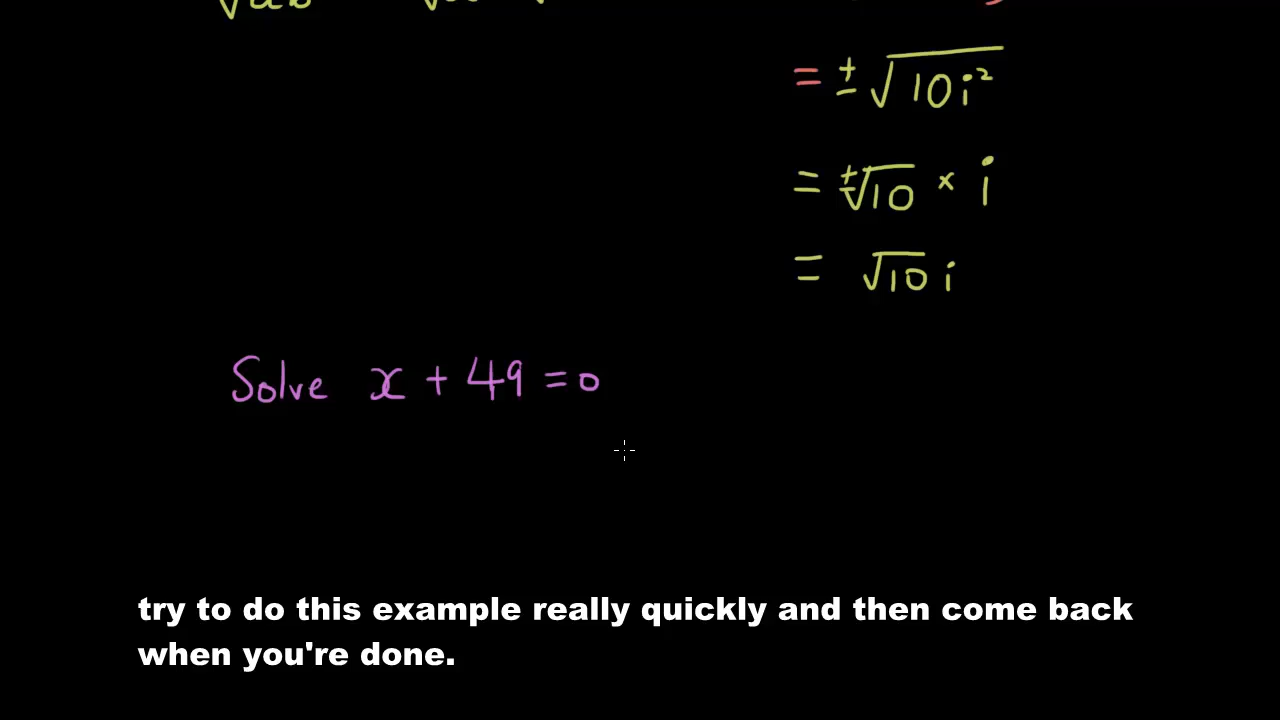 = ±√10i²
= ±√10 × i
= √10 i
Solve x + 49 = 0
try to do this example really quickly and then come back
when you're done.